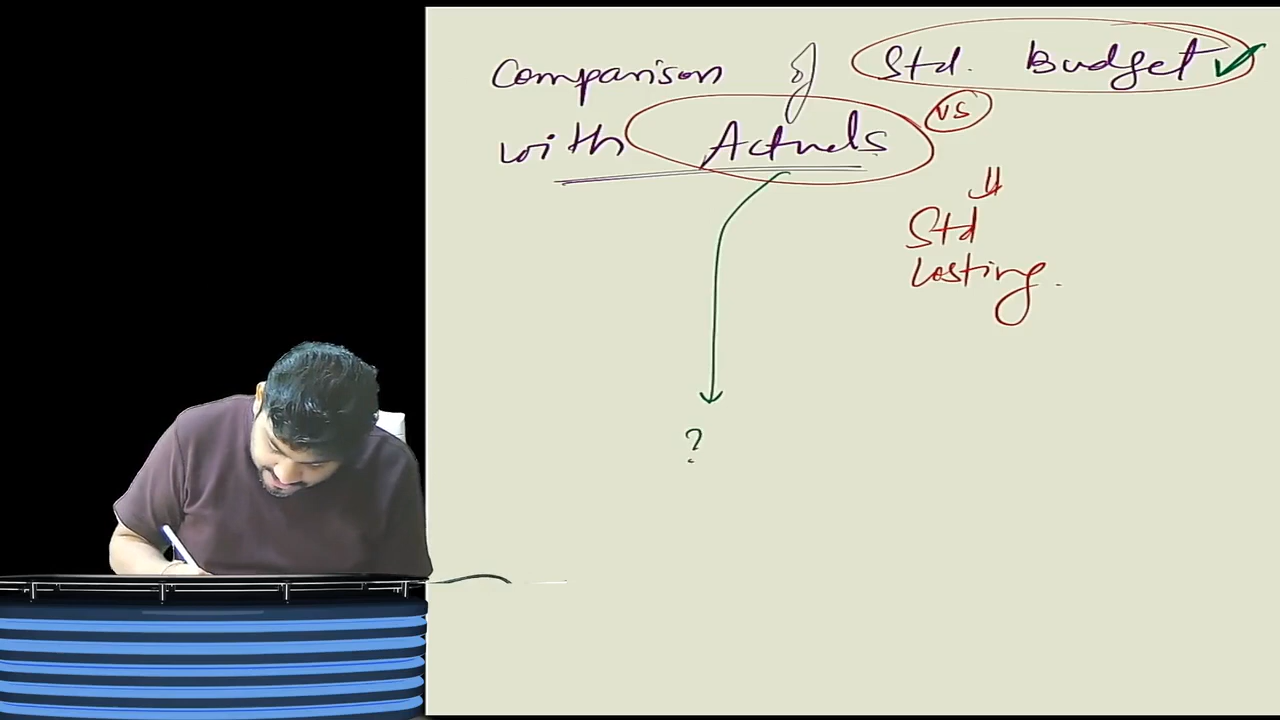 Comparison of Std. Budget ✓
with Actuals vs
Std
Costing.
?